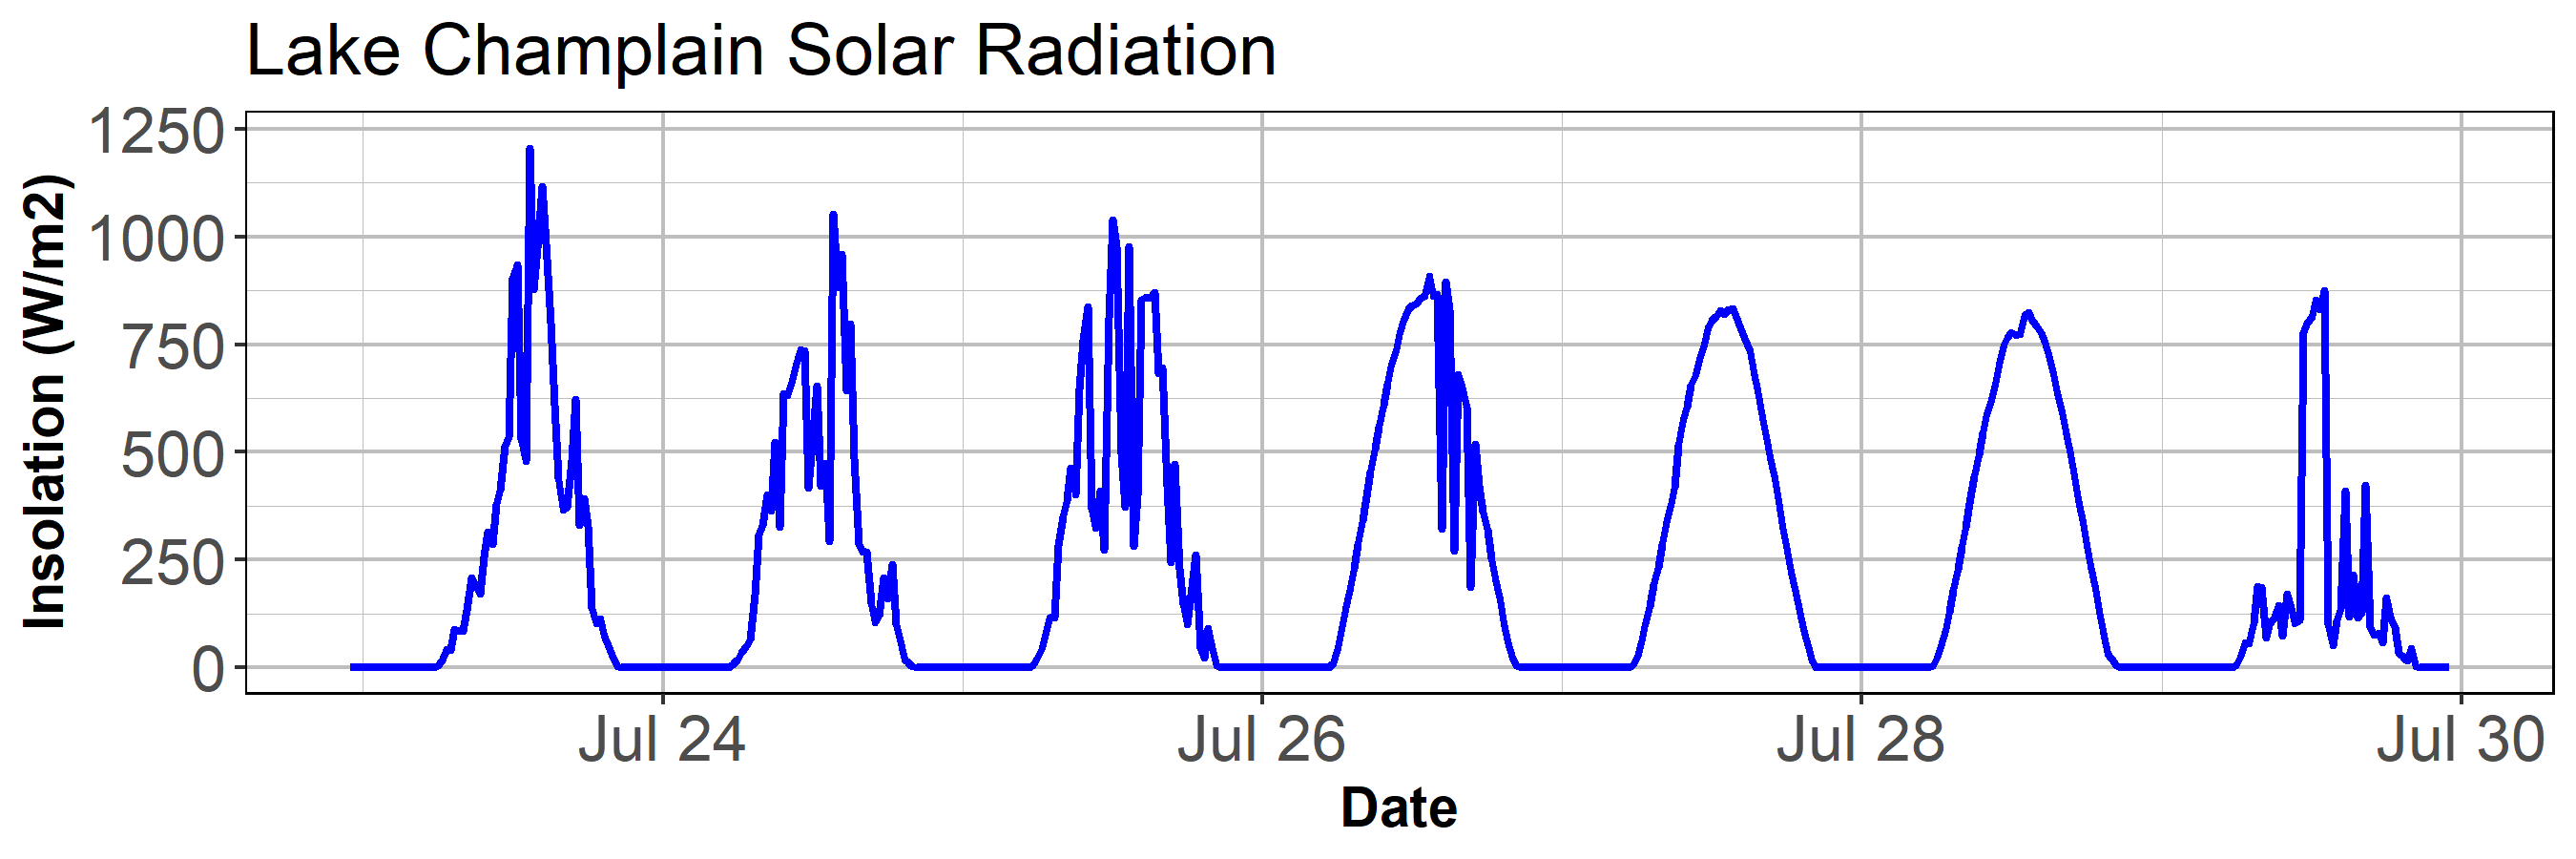 Lake Champlain Solar Radiation
Insolation (W/m2)
1250
1000
750
500
250
0
Jul 24
Jul 26
Jul 28
Jul 30
Date